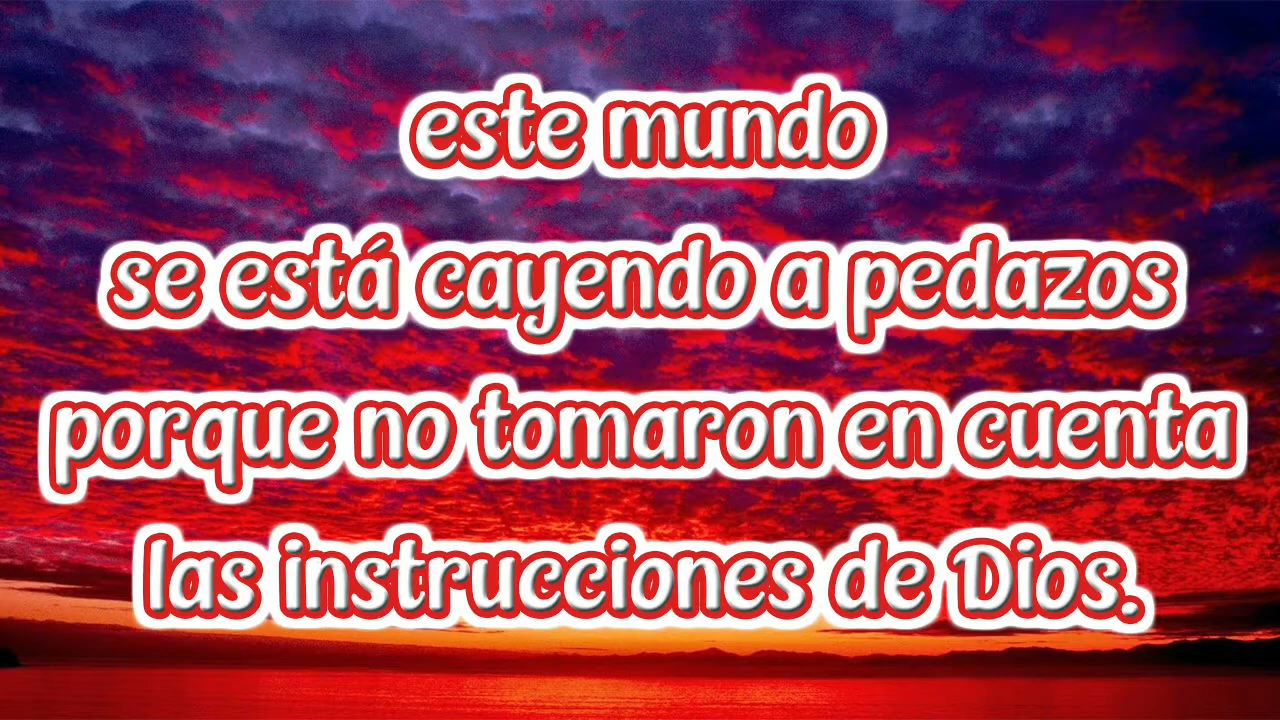 este mundo
se está cayendo a pedazos
porque no tomaron en cuenta
las instrucciones de Dios.